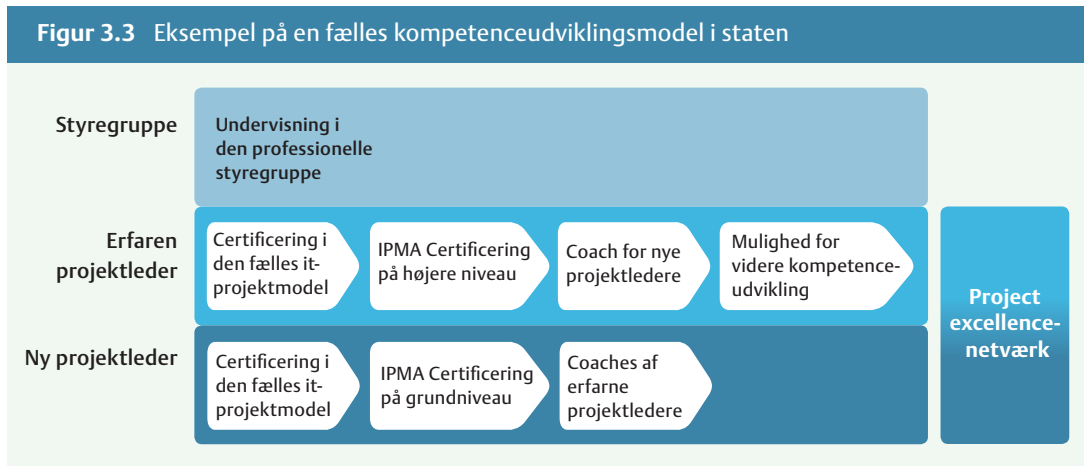 Figur 3.3 Eksempel på en fælles kompetenceudviklingsmodel i staten
Styregruppe
Undervisning i
den professionelle
styregruppe
Erfaren
projektleder
Certificering i
den fælles it-
projektmodel
IPMA Certificering
på højere niveau
Coach for nye
projektledere
Mulighed for
videre kompetence-
udvikling
Ny projektleder
Certificering i
den fælles it-
projektmodel
IPMA Certificering
på grundniveau
Coaches af
erfarne
projektledere
Project
excellence-
netværk